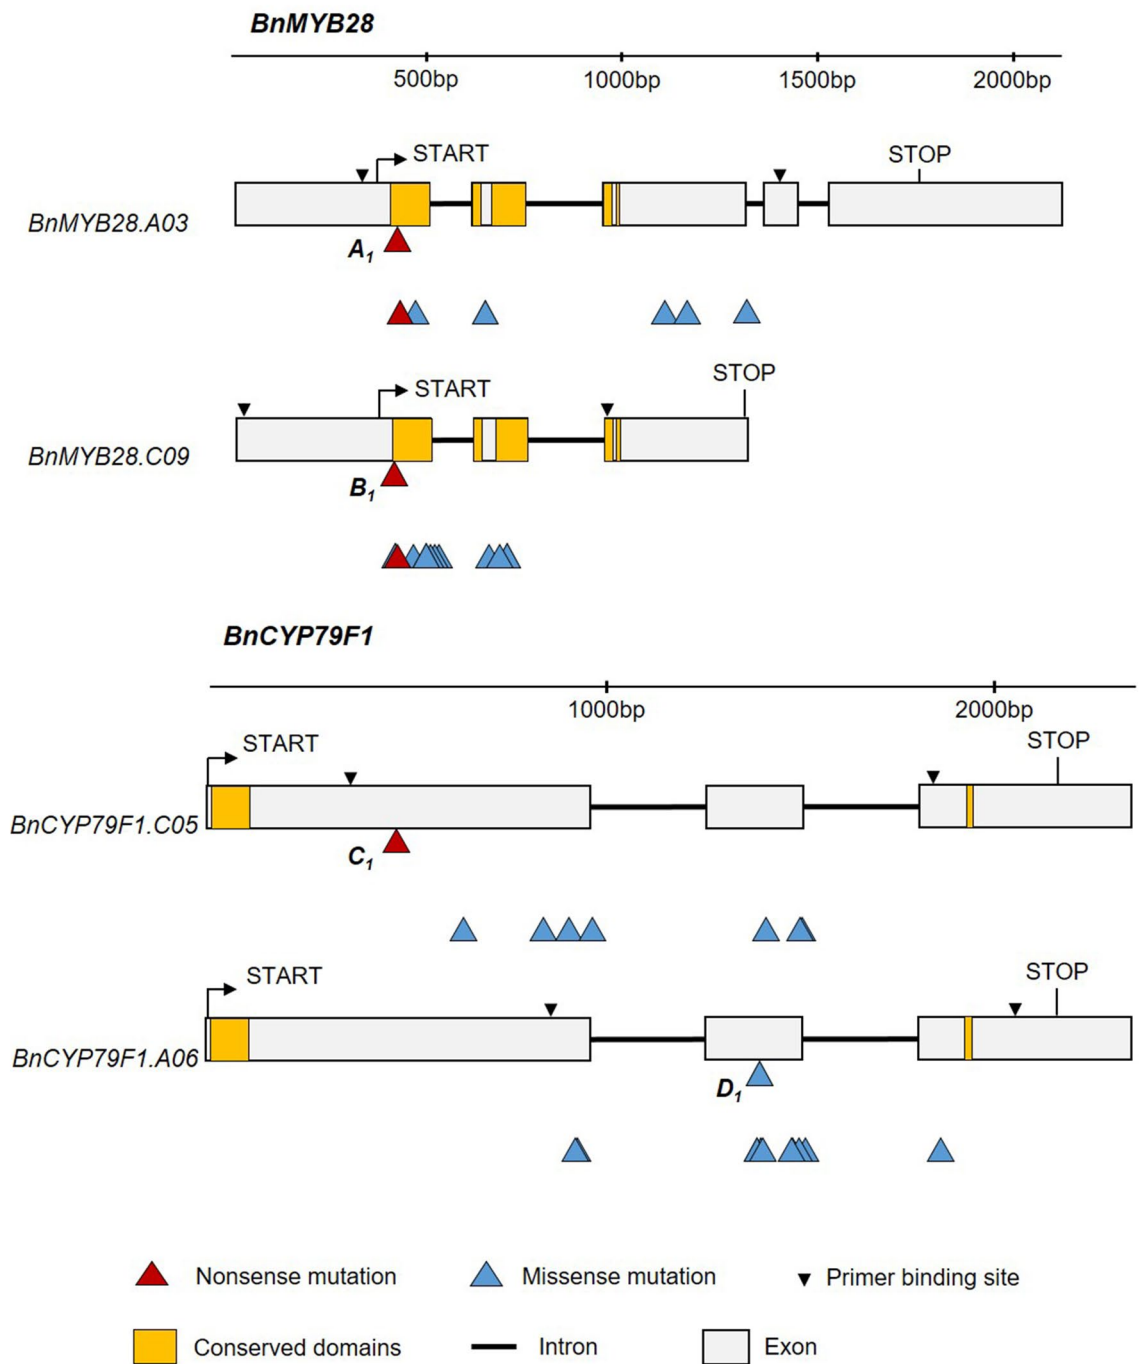 BnMYB28
500bp 1000bp 1500bp 2000bp
START STOP
BnMYB28.A03
A1
START STOP
BnMYB28.C09
B1
BnCYP79F1
1000bp 2000bp
START STOP
BnCYP79F1.C05
C1
START STOP
BnCYP79F1.A06
D1
Nonsense mutation Missense mutation Primer binding site
Conserved domains Intron Exon